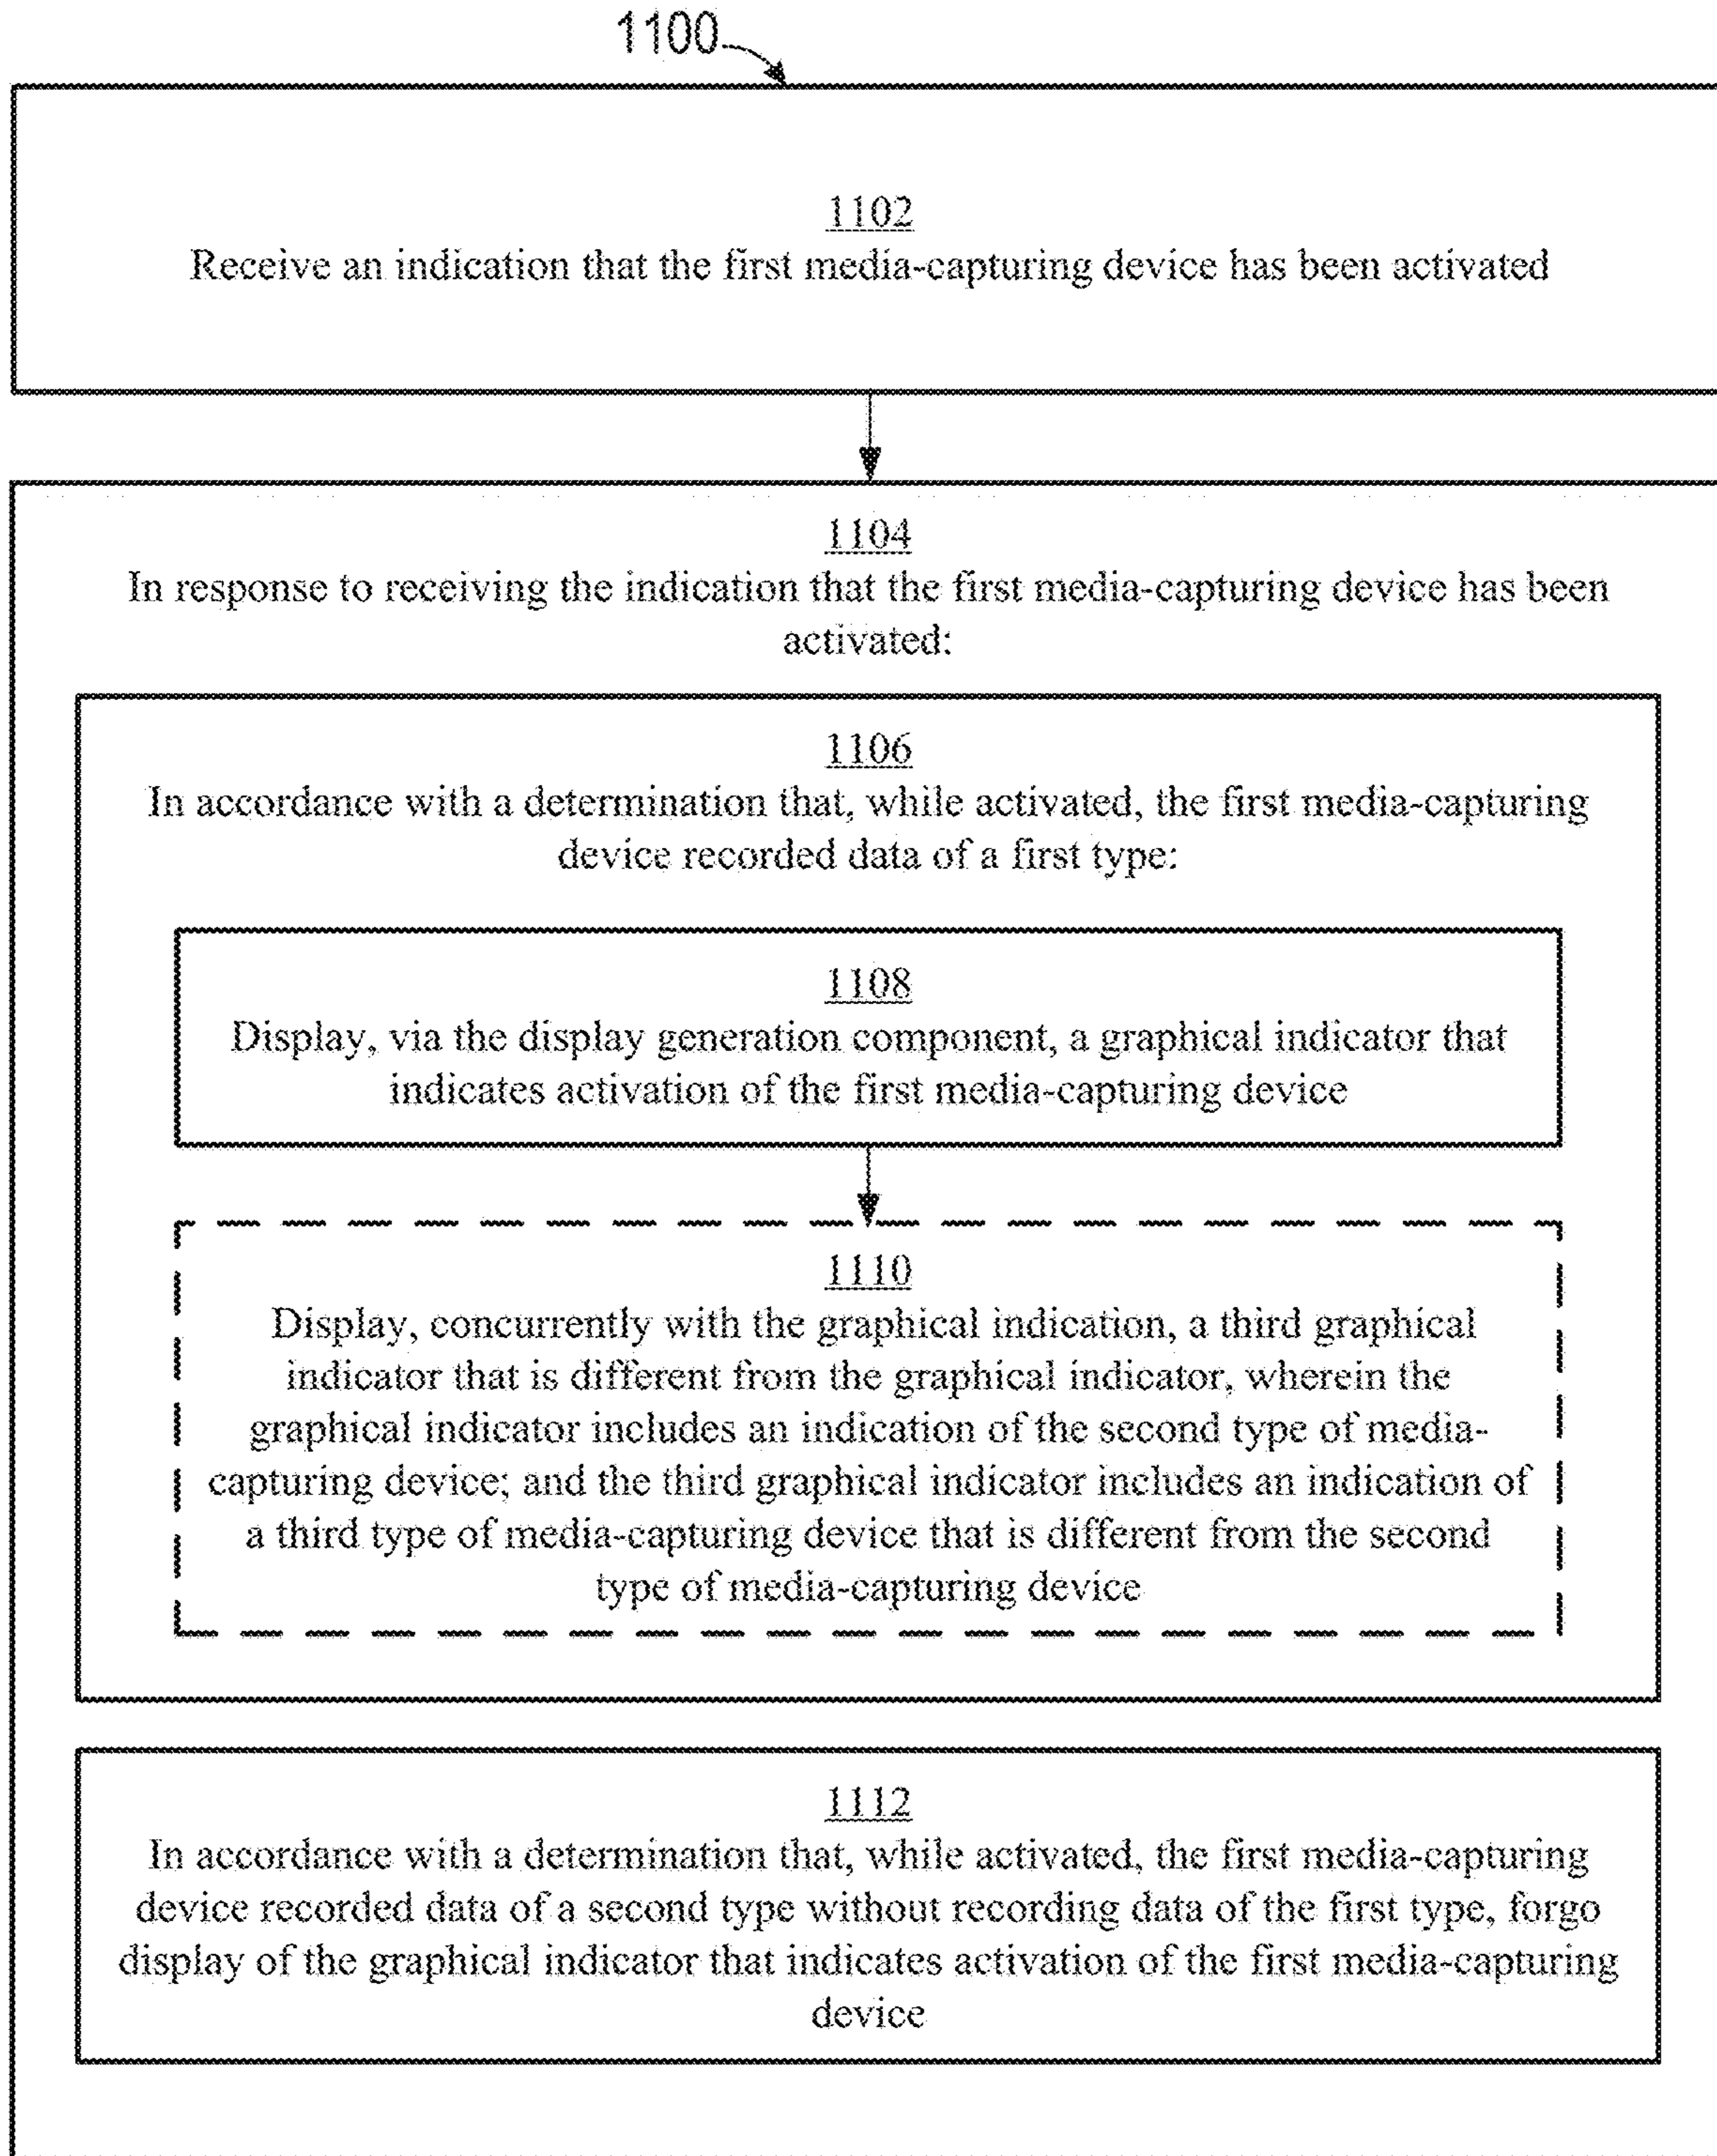 1100
1102
Receive an indication that the first media-capturing device has been activated
1104
In response to receiving the indication that the first media-capturing device has been
activated:
1106
In accordance with a determination that, while activated, the first media-capturing
device recorded data of a first type:
1108
Display, via the display generation component, a graphical indicator that
indicates activation of the first media-capturing device
1110
Display, concurrently with the graphical indication, a third graphical
indicator that is different from the graphical indicator, wherein the
graphical indicator includes an indication of the second type of media-
capturing device; and the third graphical indicator includes an indication of
a third type of media-capturing device that is different from the second
type of media-capturing device
1112
In accordance with a determination that, while activated, the first media-capturing
device recorded data of a second type without recording data of the first type, forgo
display of the graphical indicator that indicates activation of the first media-capturing
device